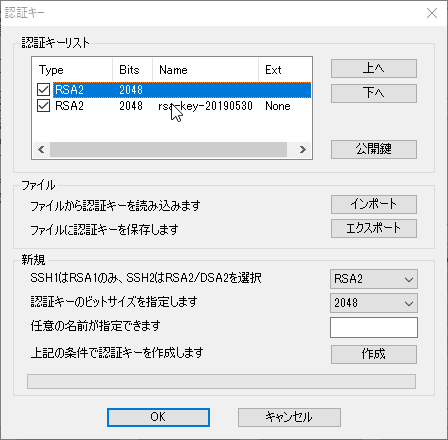 認証キー
認証キーリスト
Type Bits Name Ext
RSA2 2048
RSA2 2048 rsa-key-20190530 None
上へ
下へ
公開鍵
ファイル
ファイルから認証キーを読み込みます インポート
ファイルに認証キーを保存します エクスポート
新規
SSH1はRSA1のみ、SSH2はRSA2/DSA2を選択 RSA2
認証キーのビットサイズを指定します 2048
任意の名前が指定できます
上記の条件で認証キーを作成します 作成
OK キャンセル